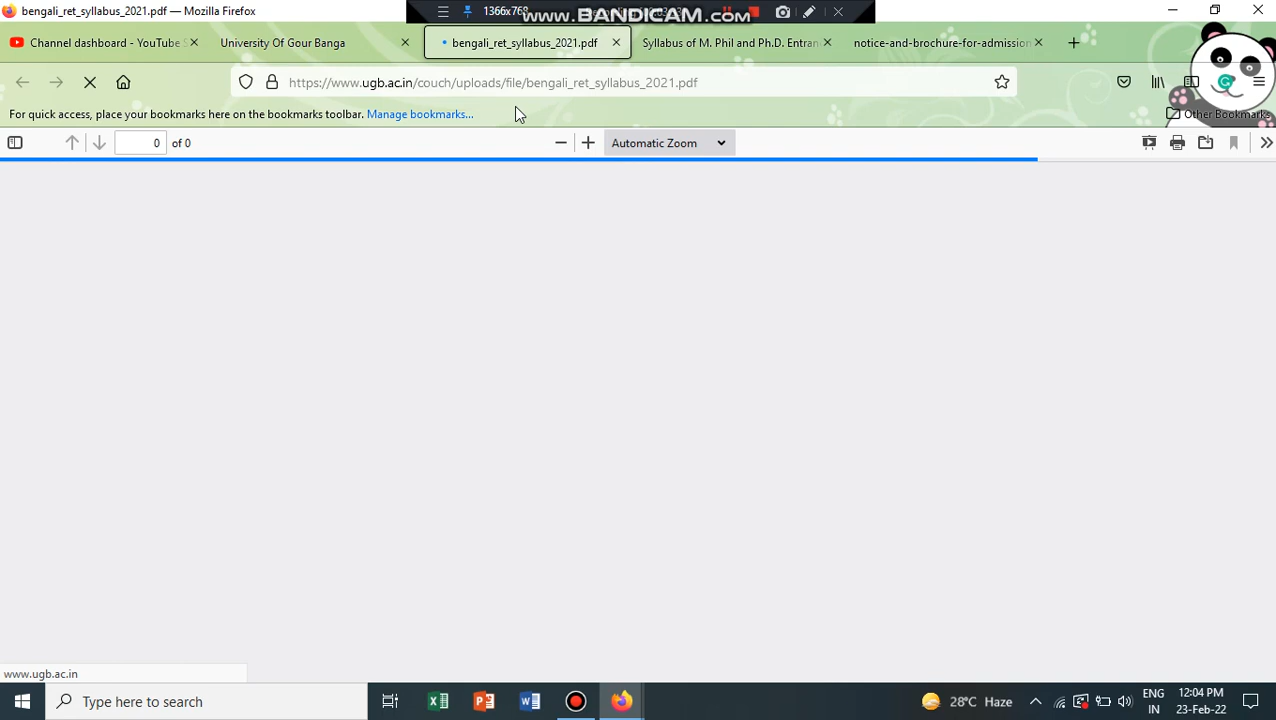 bengali_ret_syllabus_2021.pdf — Mozilla Firefox
1366x768
www.BANDICAM.com
Channel dashboard - YouTube S
University Of Gour Banga
bengali_ret_syllabus_2021.pdf
Syllabus of M. Phil and Ph.D. Entran
notice-and-brochure-for-admission
https://www.ugb.ac.in/couch/uploads/file/bengali_ret_syllabus_2021.pdf
For quick access, place your bookmarks here on the bookmarks toolbar. Manage bookmarks...
Other Bookmarks
0 of 0
Automatic Zoom
www.ugb.ac.in
Type here to search
28°C Haze
ENG
IN
12:04 PM
23-Feb-22